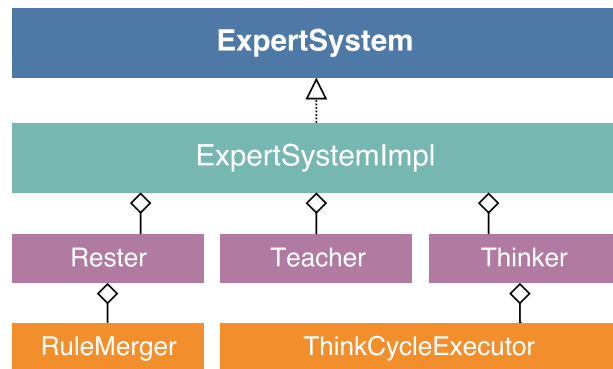 ExpertSystem
ExpertSystemImpl
Rester Teacher Thinker
RuleMerger ThinkCycleExecutor